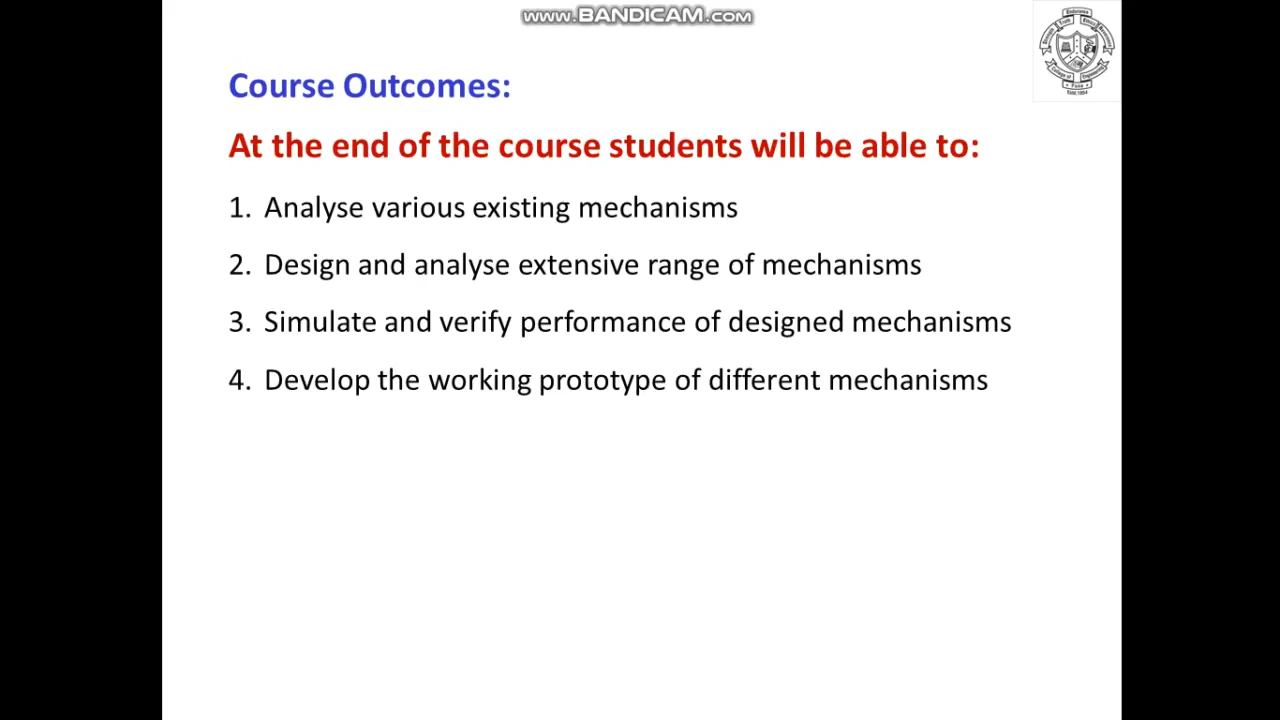 www.BANDICAM.com
Course Outcomes:
At the end of the course students will be able to:
1. Analyse various existing mechanisms
2. Design and analyse extensive range of mechanisms
3. Simulate and verify performance of designed mechanisms
4. Develop the working prototype of different mechanisms